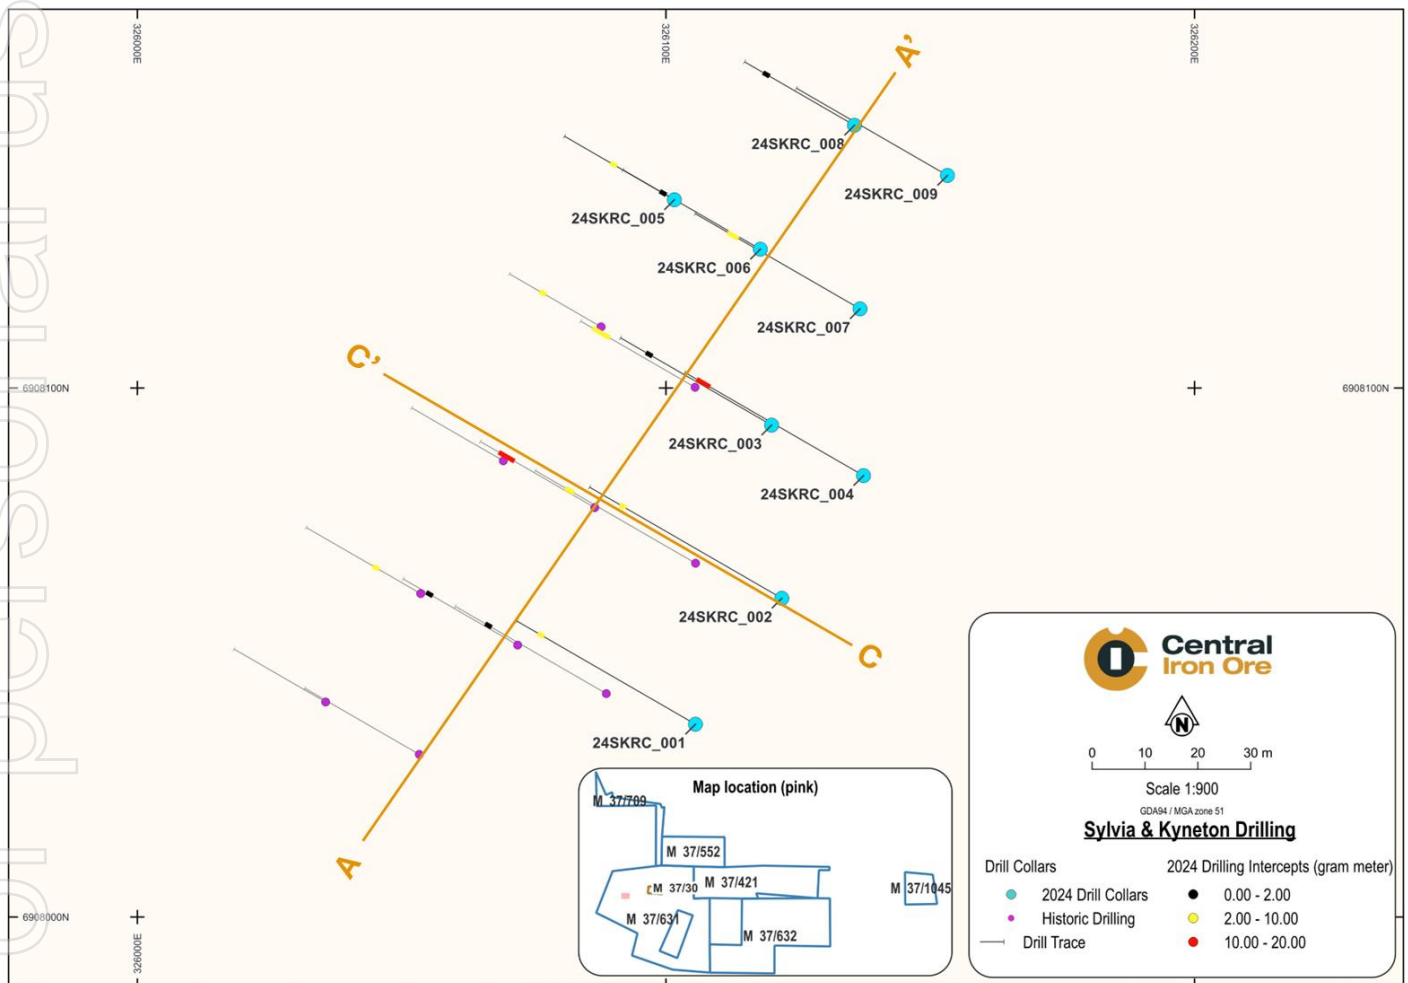 326000E
326100E
326200E
A'
24SKRC_008
24SKRC_009
24SKRC_005
24SKRC_006
24SKRC_007
C'
6908100N
6908100N
24SKRC_003
24SKRC_004
24SKRC_002
C
24SKRC_001
A
6908000N
326000E
Map location (pink)
M 37/709
M 37/552
M 37/421
M 37/30
M 37/631
M 37/632
M 37/1045
Central
Iron Ore
N
0 10 20 30 m
Scale 1:900
GDA94 / MGA zone 51
Sylvia & Kyneton Drilling
Drill Collars
2024 Drill Collars
Historic Drilling
Drill Trace
2024 Drilling Intercepts (gram meter)
0.00 - 2.00
2.00 - 10.00
10.00 - 20.00
or personal us